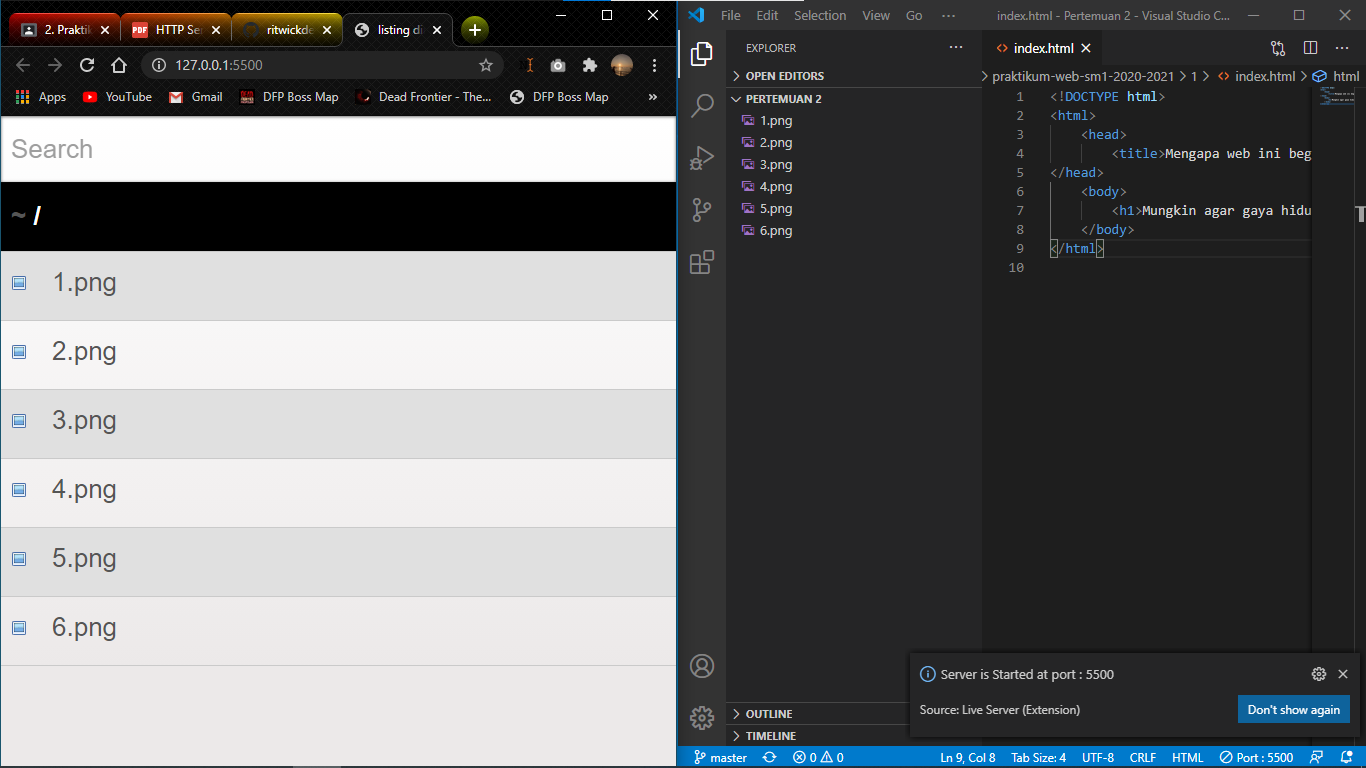 2. Praktik
HTTP Se
ritwickde
listing di
127.0.0.1:5500
Apps
YouTube
Gmail
DFP Boss Map
Dead Frontier - The...
DFP Boss Map
»
Search
~ /
1.png
2.png
3.png
4.png
5.png
6.png
File Edit Selection View Go ···
index.html - Pertemuan 2 - Visual Studio C...
EXPLORER
OPEN EDITORS
PERTEMUAN 2
1.png
2.png
3.png
4.png
5.png
6.png
OUTLINE
TIMELINE
index.html
praktikum-web-sm1-2020-2021 > 1 > index.html > html
1 <!DOCTYPE html>
2 <html>
3 <head>
4 <title>Mengapa web ini beg
5 </head>
6 <body>
7 <h1>Mungkin agar gaya hidu
8 </body>
9 </html>
10
Server is Started at port : 5500
Source: Live Server (Extension)
Don't show again
master
0 0
Ln 9, Col 8
Tab Size: 4
UTF-8
CRLF
HTML
Port : 5500